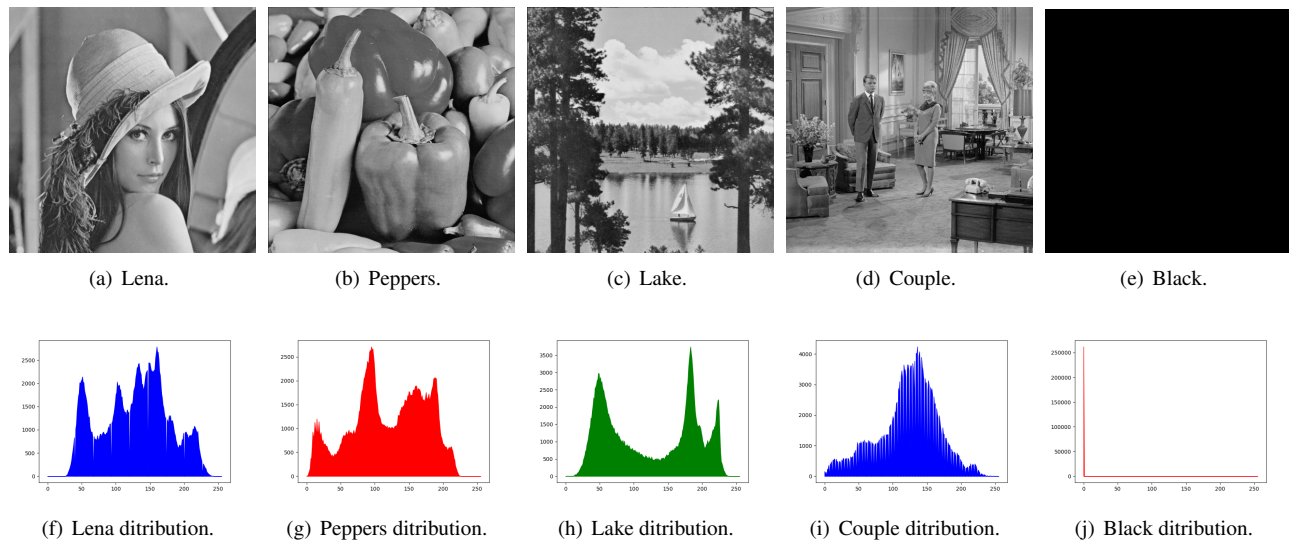 (a) Lena.
(b) Peppers.
(c) Lake.
(d) Couple.
(e) Black.
2500
2000
1500
1000
500
0
0 50 100 150 200 250
2500
2000
1500
1000
500
0
0 50 100 150 200 250
3500
3000
2500
2000
1500
1000
500
0
0 50 100 150 200 250
4000
3000
2000
1000
0
0 50 100 150 200 250
250000
200000
150000
100000
50000
0
0 50 100 150 200 250
(f) Lena ditribution.
(g) Peppers ditribution.
(h) Lake ditribution.
(i) Couple ditribution.
(j) Black ditribution.